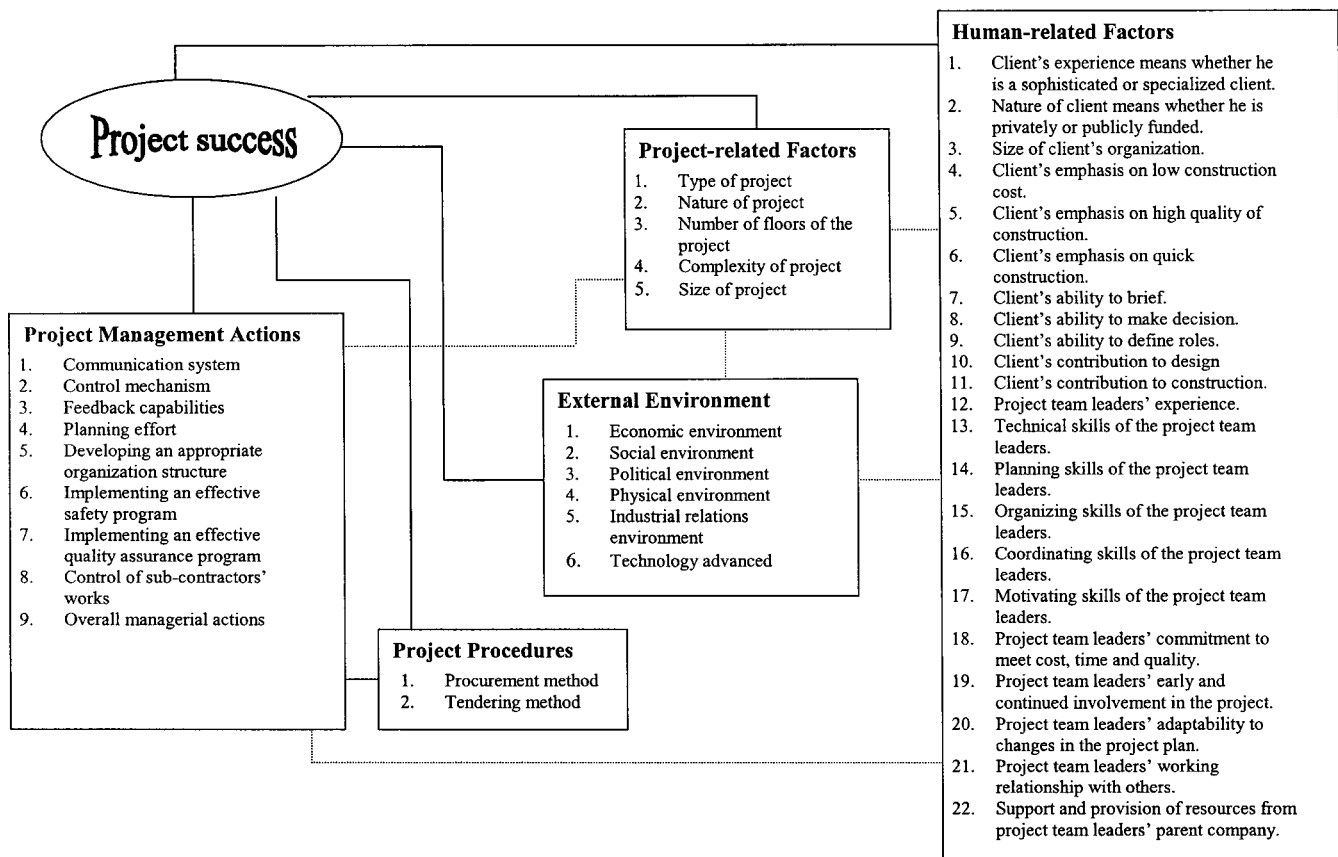 Project success
Human-related Factors
1. Client's experience means whether he
is a sophisticated or specialized client.
2. Nature of client means whether he is
privately or publicly funded.
3. Size of client's organization.
4. Client's emphasis on low construction
cost.
5. Client's emphasis on high quality of
construction.
6. Client's emphasis on quick
construction.
7. Client's ability to brief.
8. Client's ability to make decision.
9. Client's ability to define roles.
10. Client's contribution to design
11. Client's contribution to construction.
12. Project team leaders' experience.
13. Technical skills of the project team
leaders.
14. Planning skills of the project team
leaders.
15. Organizing skills of the project team
leaders.
16. Coordinating skills of the project team
leaders.
17. Motivating skills of the project team
leaders.
18. Project team leaders' commitment to
meet cost, time and quality.
19. Project team leaders' early and
continued involvement in the project.
20. Project team leaders' adaptability to
changes in the project plan.
21. Project team leaders' working
relationship with others.
22. Support and provision of resources from
project team leaders' parent company.
Project-related Factors
1. Type of project
2. Nature of project
3. Number of floors of the
project
4. Complexity of project
5. Size of project
Project Management Actions
1. Communication system
2. Control mechanism
3. Feedback capabilities
4. Planning effort
5. Developing an appropriate
organization structure
6. Implementing an effective
safety program
7. Implementing an effective
quality assurance program
8. Control of sub-contractors'
works
9. Overall managerial actions
External Environment
1. Economic environment
2. Social environment
3. Political environment
4. Physical environment
5. Industrial relations
environment
6. Technology advanced
Project Procedures
1. Procurement method
2. Tendering method